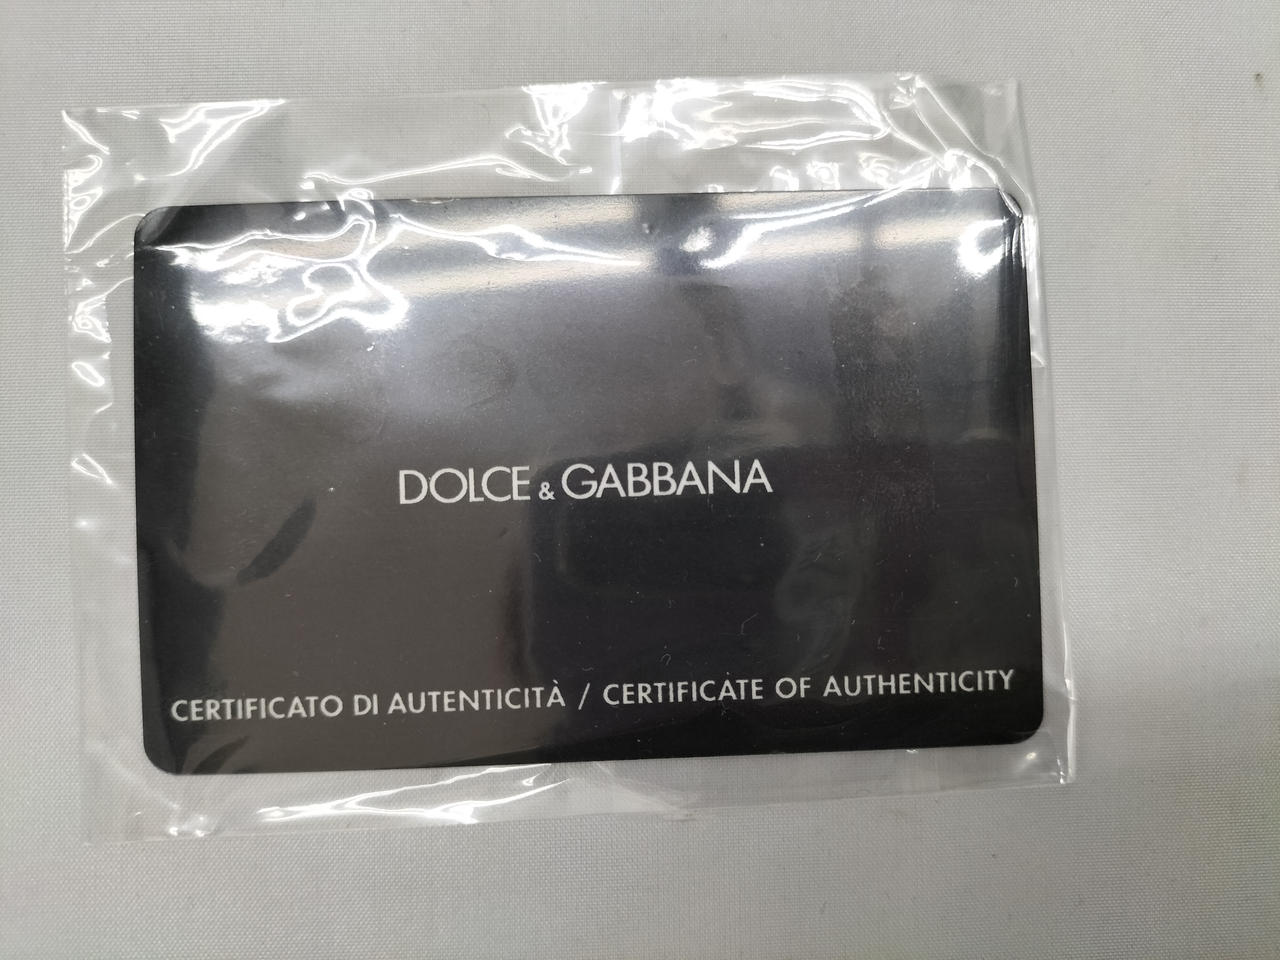 DOLCE & GABBANA
CERTIFICATO DI AUTENTICITÀ / CERTIFICATE OF AUTHENTICITY